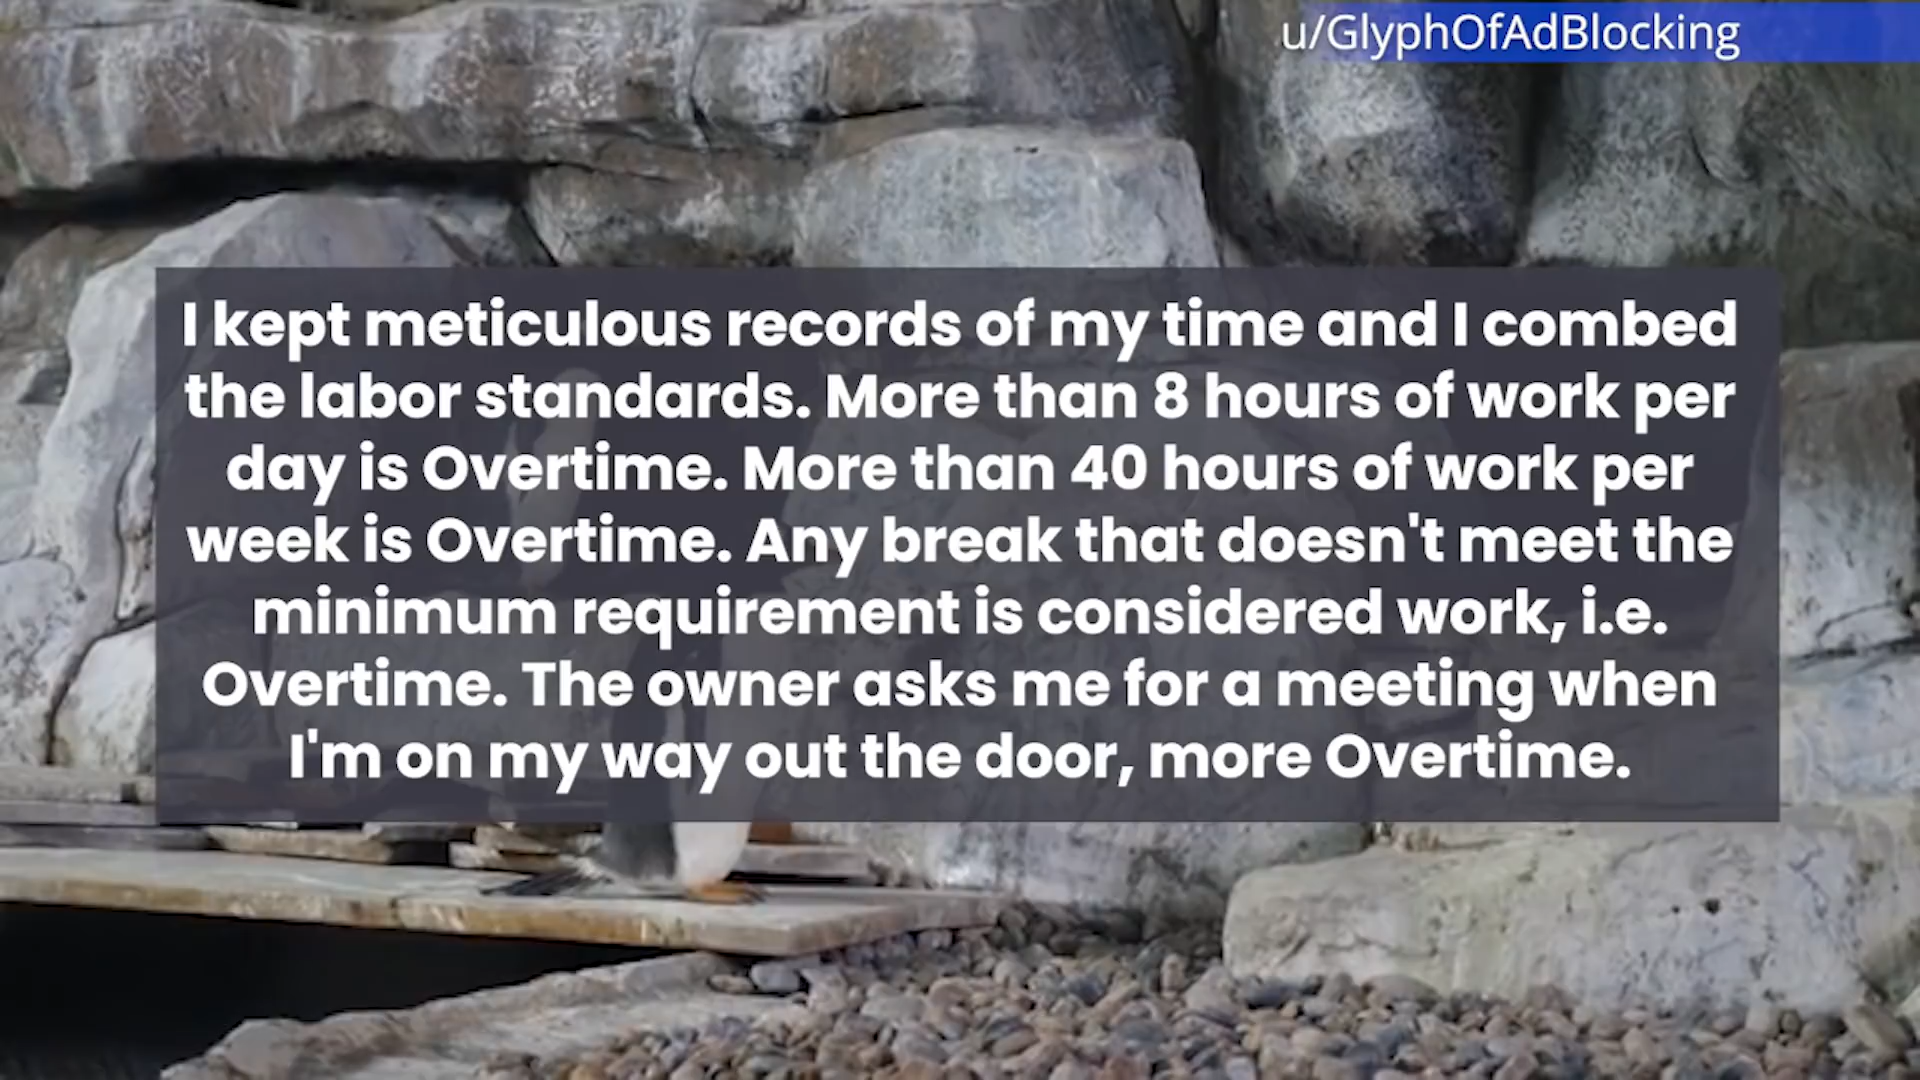 u/GlyphOfAdBlocking
I kept meticulous records of my time and I combed
the labor standards. More than 8 hours of work per
day is Overtime. More than 40 hours of work per
week is Overtime. Any break that doesn't meet the
minimum requirement is considered work, i.e.
Overtime. The owner asks me for a meeting when
I'm on my way out the door, more Overtime.